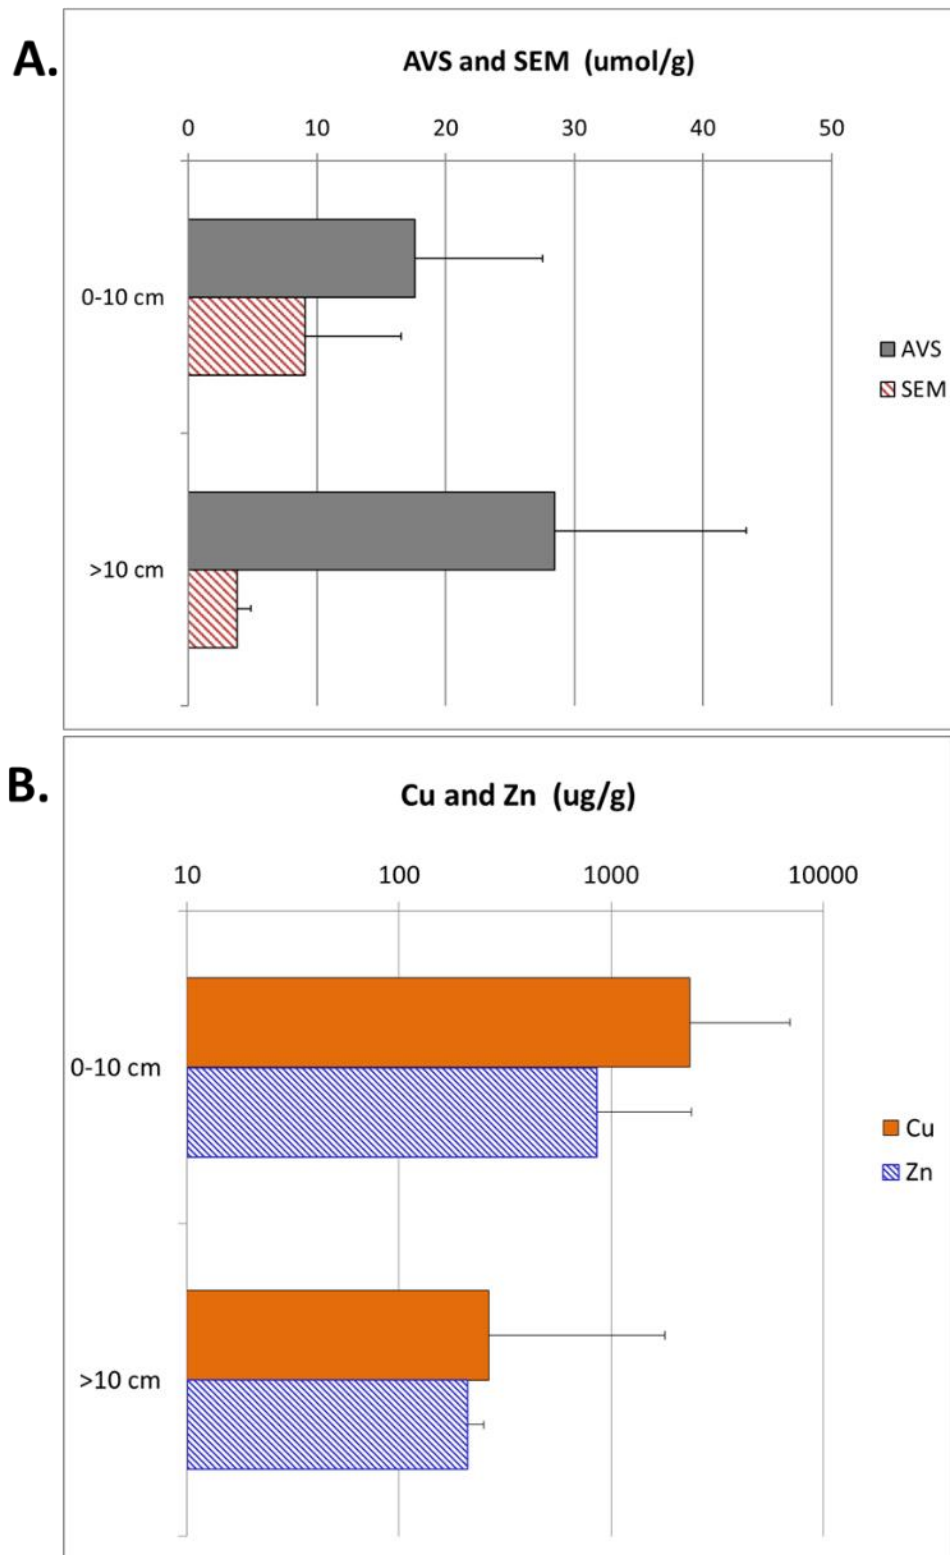 A.
AVS and SEM (umol/g)
0 10 20 30 40 50
0-10 cm
AVS
SEM
>10 cm
B.
Cu and Zn (ug/g)
10 100 1000 10000
0-10 cm
Cu
Zn
>10 cm